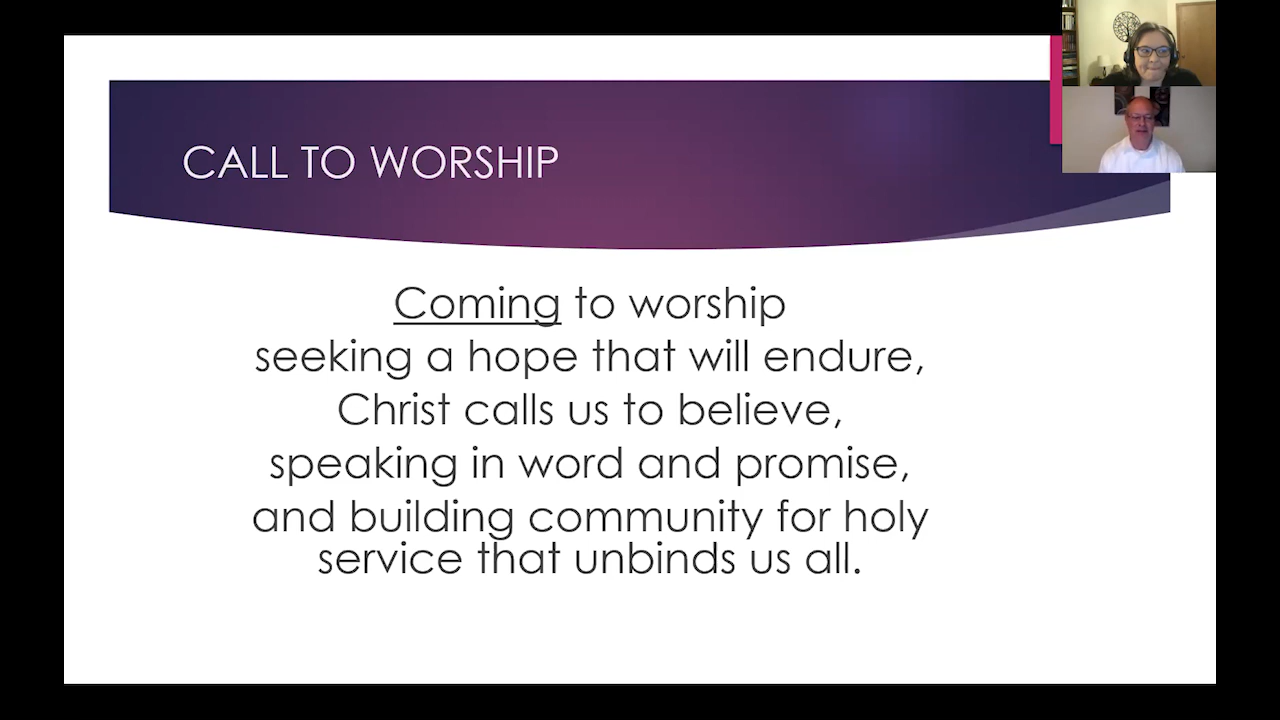 CALL TO WORSHIP
Coming to worship
seeking a hope that will endure,
Christ calls us to believe,
speaking in word and promise,
and building community for holy
service that unbinds us all.